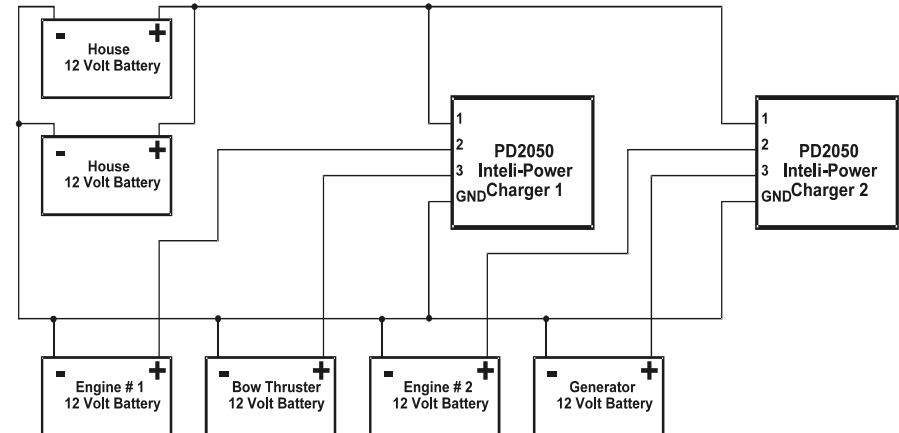 - +
House
12 Volt Battery
- +
House
12 Volt Battery
1
2
3
GND
PD2050
Inteli-Power
Charger 1
1
2
3
GND
PD2050
Inteli-Power
Charger 2
- +
Engine # 1
12 Volt Battery
- +
Bow Thruster
12 Volt Battery
- +
Engine # 2
12 Volt Battery
- +
Generator
12 Volt Battery